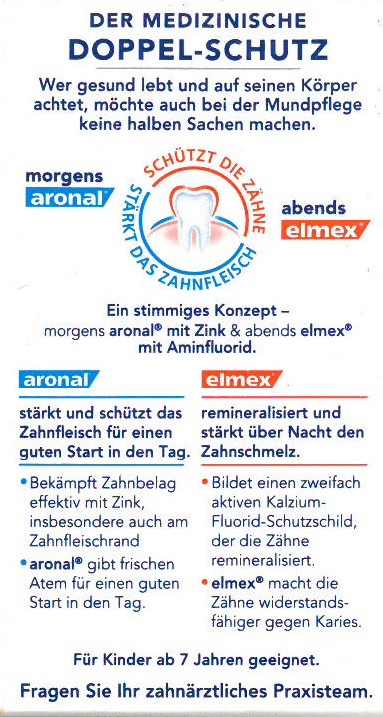 DER MEDIZINISCHE
DOPPEL-SCHUTZ
Wer gesund lebt und auf seinen Körper
achtet, möchte auch bei der Mundpflege
keine halben Sachen machen.
morgens
aronal®
SCHÜTZT DIE ZÄHNE
STÄRKT DAS ZAHNFLEISCH
abends
elmex®
Ein stimmiges Konzept –
morgens aronal® mit Zink & abends elmex®
mit Aminfluorid.
aronal
stärkt und schützt das
Zahnfleisch für einen
guten Start in den Tag.
• Bekämpft Zahnbelag
effektiv mit Zink,
insbesondere auch am
Zahnfleischrand
• aronal® gibt frischen
Atem für einen guten
Start in den Tag.
elmex®
remineralisiert und
stärkt über Nacht den
Zahnschmelz.
• Bildet einen zweifach
aktiven Kalzium-
Fluorid-Schutzschild,
der die Zähne
remineralisiert.
• elmex® macht die
Zähne widerstands-
fähiger gegen Karies.
Für Kinder ab 7 Jahren geeignet.
Fragen Sie Ihr zahnärztliches Praxisteam.